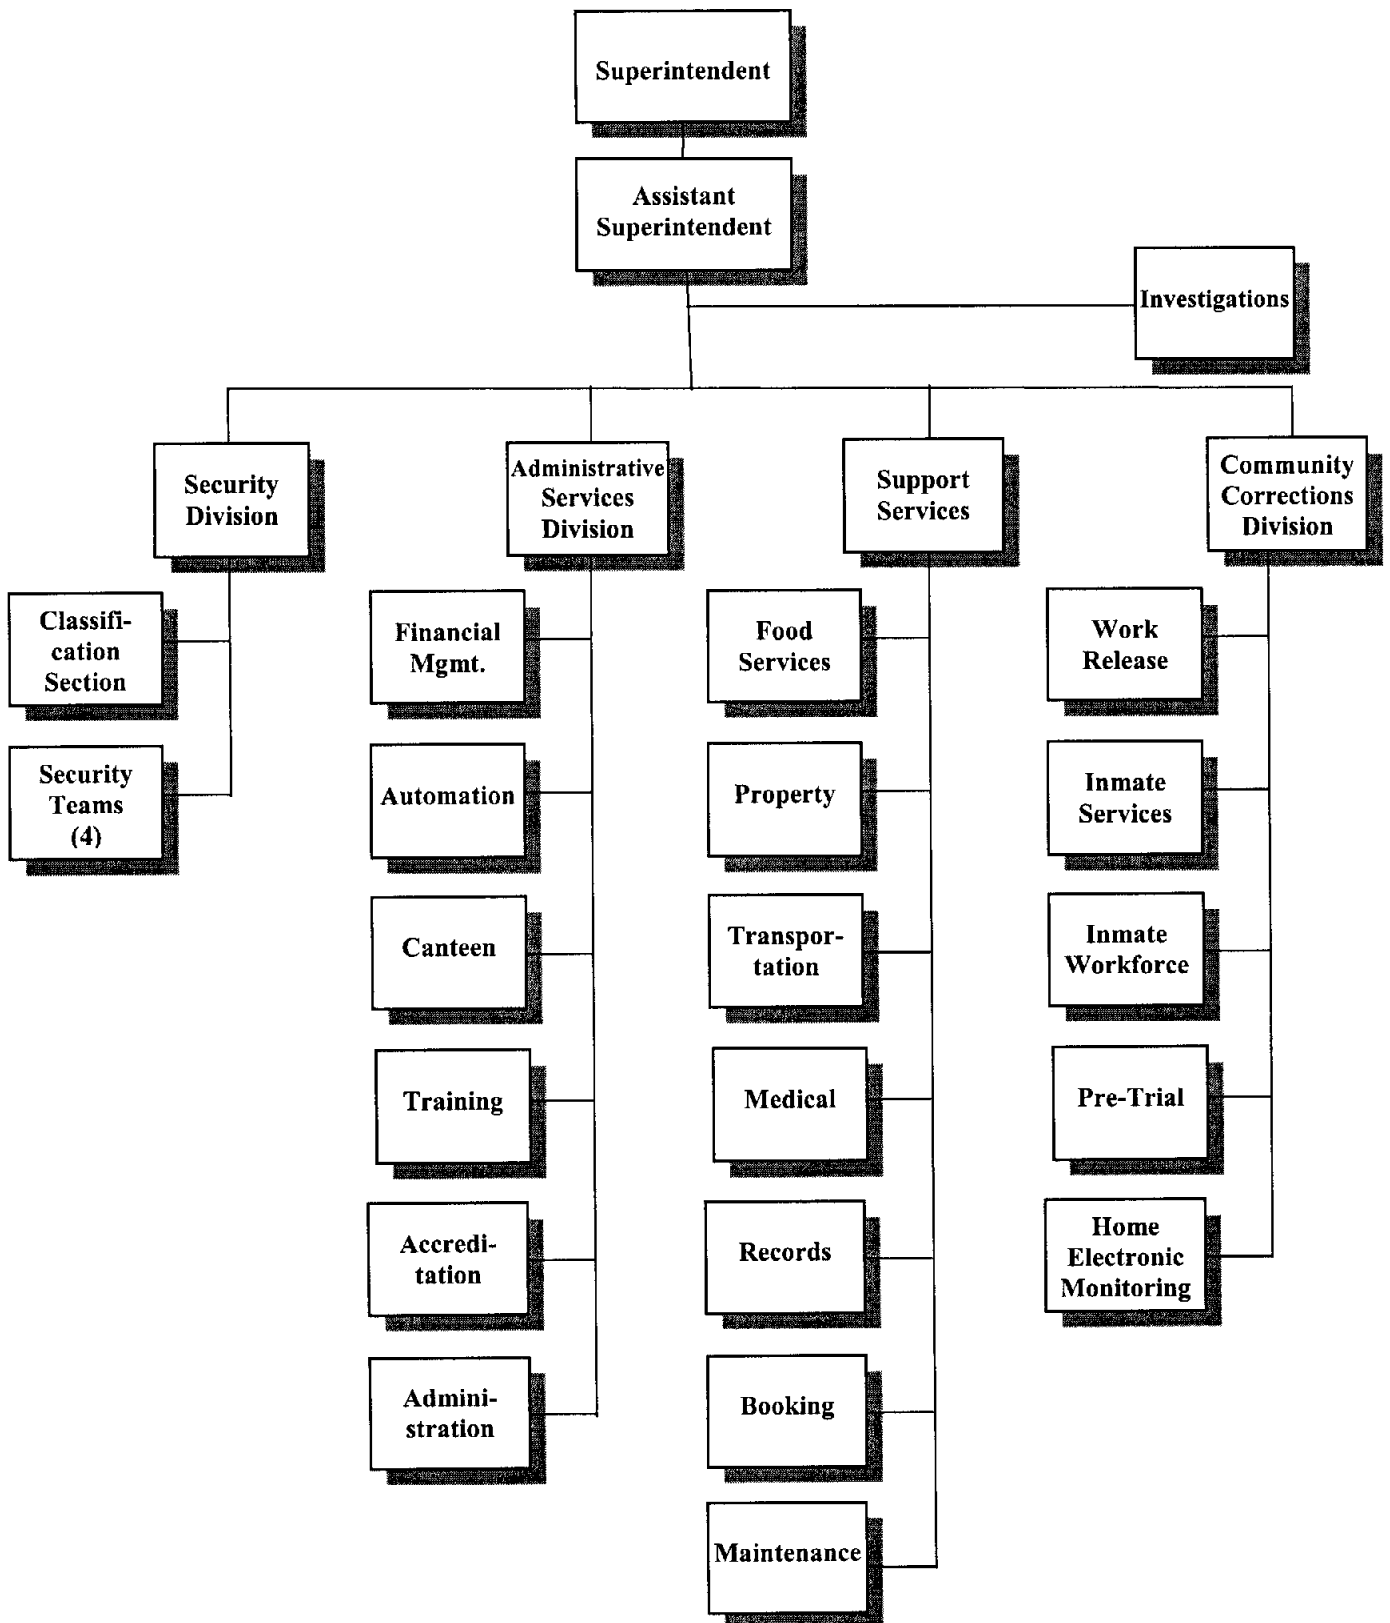 Superintendent
Assistant
Superintendent
Investigations
Security
Division
Administrative
Services
Division
Support
Services
Community
Corrections
Division
Classifi-
cation
Section
Security
Teams
(4)
Financial
Mgmt.
Automation
Canteen
Training
Accredi-
tation
Admini-
stration
Food
Services
Property
Transpor-
tation
Medical
Records
Booking
Maintenance
Work
Release
Inmate
Services
Inmate
Workforce
Pre-Trial
Home
Electronic
Monitoring